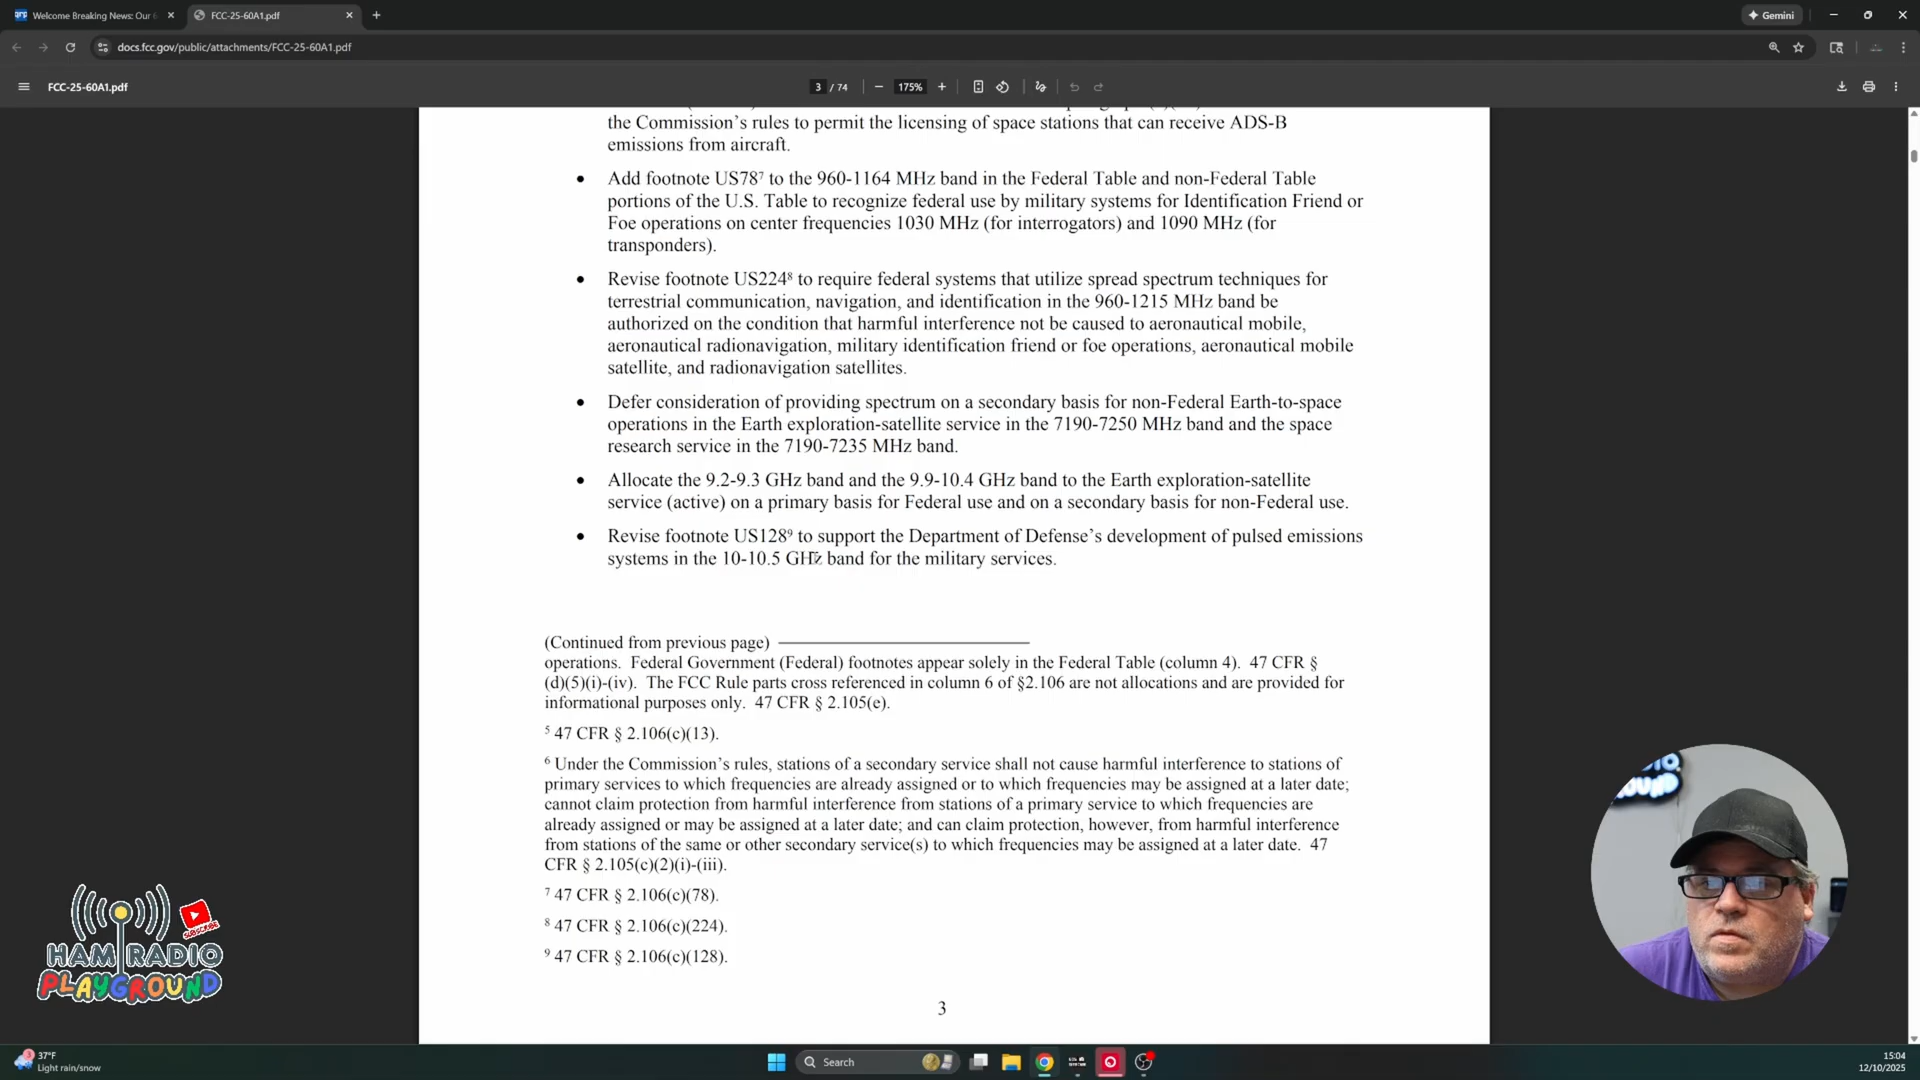 Welcome Breaking News: Our 6
FCC-25-60A1.pdf
Gemini
docs.fcc.gov/public/attachments/FCC-25-60A1.pdf
FCC-25-60A1.pdf
3 / 74
175%
the Commission's rules to permit the licensing of space stations that can receive ADS-B
emissions from aircraft.
• Add footnote US78⁷ to the 960-1164 MHz band in the Federal Table and non-Federal Table
portions of the U.S. Table to recognize federal use by military systems for Identification Friend or
Foe operations on center frequencies 1030 MHz (for interrogators) and 1090 MHz (for
transponders).
• Revise footnote US224⁸ to require federal systems that utilize spread spectrum techniques for
terrestrial communication, navigation, and identification in the 960-1215 MHz band be
authorized on the condition that harmful interference not be caused to aeronautical mobile,
aeronautical radionavigation, military identification friend or foe operations, aeronautical mobile
satellite, and radionavigation satellites.
• Defer consideration of providing spectrum on a secondary basis for non-Federal Earth-to-space
operations in the Earth exploration-satellite service in the 7190-7250 MHz band and the space
research service in the 7190-7235 MHz band.
• Allocate the 9.2-9.3 GHz band and the 9.9-10.4 GHz band to the Earth exploration-satellite
service (active) on a primary basis for Federal use and on a secondary basis for non-Federal use.
• Revise footnote US128⁹ to support the Department of Defense's development of pulsed emissions
systems in the 10-10.5 GHz band for the military services.
(Continued from previous page)
operations. Federal Government (Federal) footnotes appear solely in the Federal Table (column 4). 47 CFR §
(d)(5)(i)-(iv). The FCC Rule parts cross referenced in column 6 of §2.106 are not allocations and are provided for
informational purposes only. 47 CFR § 2.105(e).
⁵ 47 CFR § 2.106(c)(13).
⁶ Under the Commission's rules, stations of a secondary service shall not cause harmful interference to stations of
primary services to which frequencies are already assigned or to which frequencies may be assigned at a later date;
cannot claim protection from harmful interference from stations of a primary service to which frequencies are
already assigned or may be assigned at a later date; and can claim protection, however, from harmful interference
from stations of the same or other secondary service(s) to which frequencies may be assigned at a later date. 47
CFR § 2.105(c)(2)(i)-(iii).
⁷ 47 CFR § 2.106(c)(78).
⁸ 47 CFR § 2.106(c)(224).
⁹ 47 CFR § 2.106(c)(128).
3
SUBSCRIBE
HAM RADIO
PLAYGROUND
37°F
Light rain/snow
Search
15:04
12/10/2025